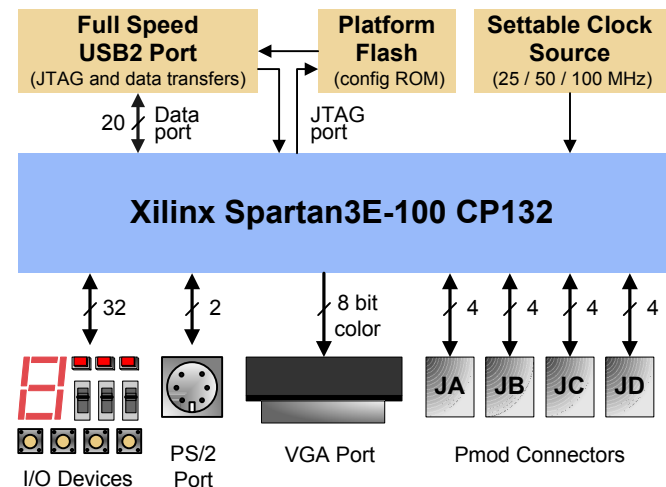 Full Speed
USB2 Port
(JTAG and data transfers)
Platform
Flash
(config ROM)
Settable Clock
Source
(25 / 50 / 100 MHz)
20
Data
port
JTAG
port
Xilinx Spartan3E-100 CP132
32
2
8 bit
color
4
4
4
4
JA
JB
JC
JD
I/O Devices
PS/2
Port
VGA Port
Pmod Connectors